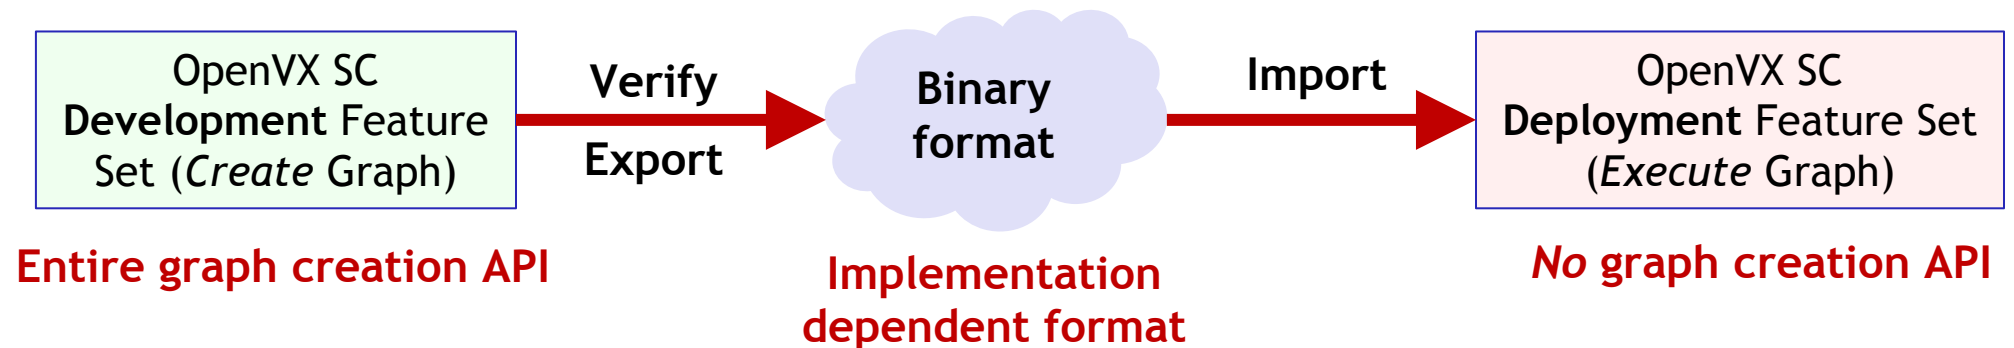 OpenVX SC
Development Feature
Set (Create Graph)
Entire graph creation API
Verify
Export
Binary
format
Implementation
dependent format
Import
OpenVX SC
Deployment Feature Set
(Execute Graph)
No graph creation API